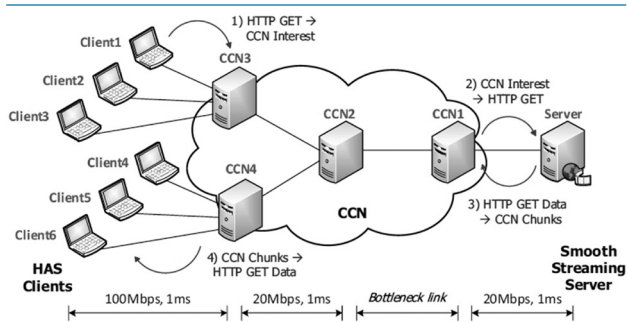 1) HTTP GET →
CCN Interest
Client1
CCN3
Client2
Client3
2) CCN Interest
→ HTTP GET
CCN2
CCN1
Server
Client4
CCN4
Client5
CCN
3) HTTP GET Data
→ CCN Chunks
Client6
4) CCN Chunks →
HTTP GET Data
HAS
Clients
Smooth
Streaming
Server
100Mbps, 1ms
20Mbps, 1ms
Bottleneck link
20Mbps, 1ms